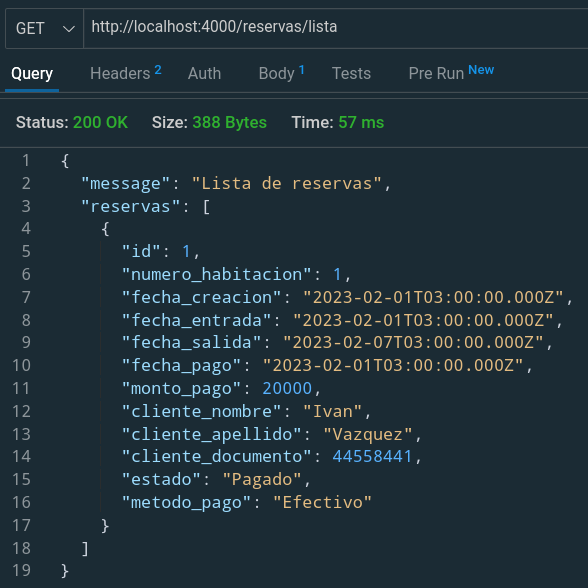 GET http://localhost:4000/reservas/lista
Query Headers 2 Auth Body 1 Tests Pre Run New
Status: 200 OK Size: 388 Bytes Time: 57 ms
1 {
2 "message": "Lista de reservas",
3 "reservas": [
4 {
5 "id": 1,
6 "numero_habitacion": 1,
7 "fecha_creacion": "2023-02-01T03:00:00.000Z",
8 "fecha_entrada": "2023-02-01T03:00:00.000Z",
9 "fecha_salida": "2023-02-07T03:00:00.000Z",
10 "fecha_pago": "2023-02-01T03:00:00.000Z",
11 "monto_pago": 20000,
12 "cliente_nombre": "Ivan",
13 "cliente_apellido": "Vazquez",
14 "cliente_documento": 44558441,
15 "estado": "Pagado",
16 "metodo_pago": "Efectivo"
17 }
18 ]
19 }